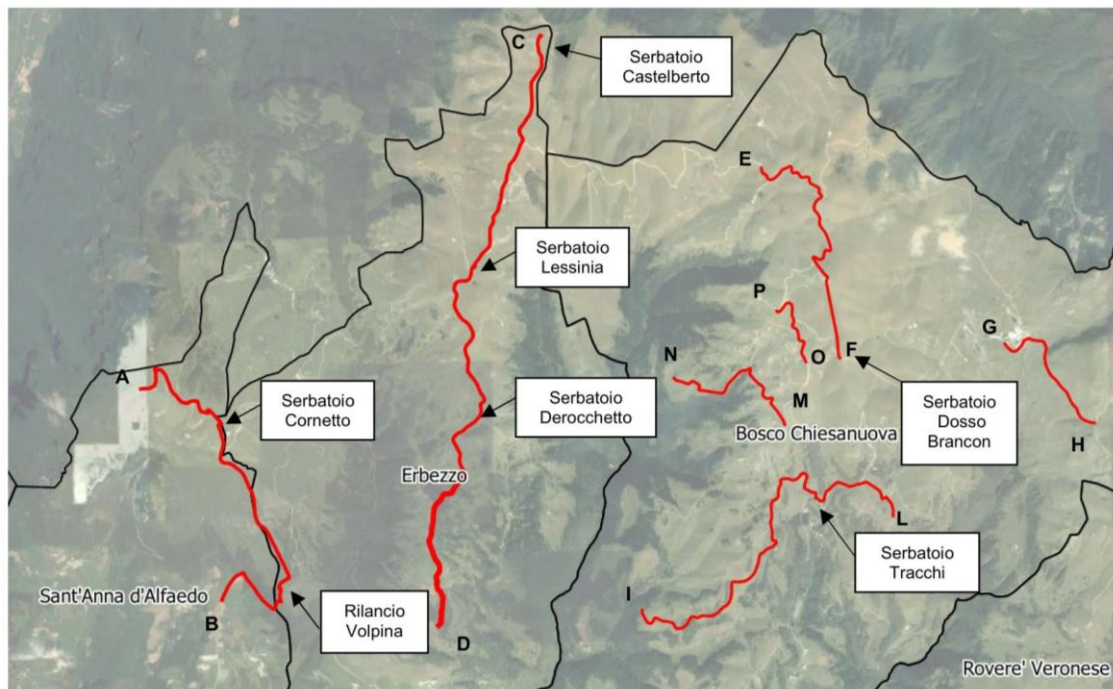 C
Serbatoio
Castelberto
E
Serbatoio
Lessinia
P
G
A
N
O
F
Serbatoio
Cornetto
Serbatoio
Derocchetto
M
Serbatoio
Dosso
Brancon
Bosco Chiesanuova
H
Erbezzo
L
Serbatoio
Tracchi
Sant'Anna d'Alfaedo
B
Rilancio
Volpina
D
I
Rovere' Veronese